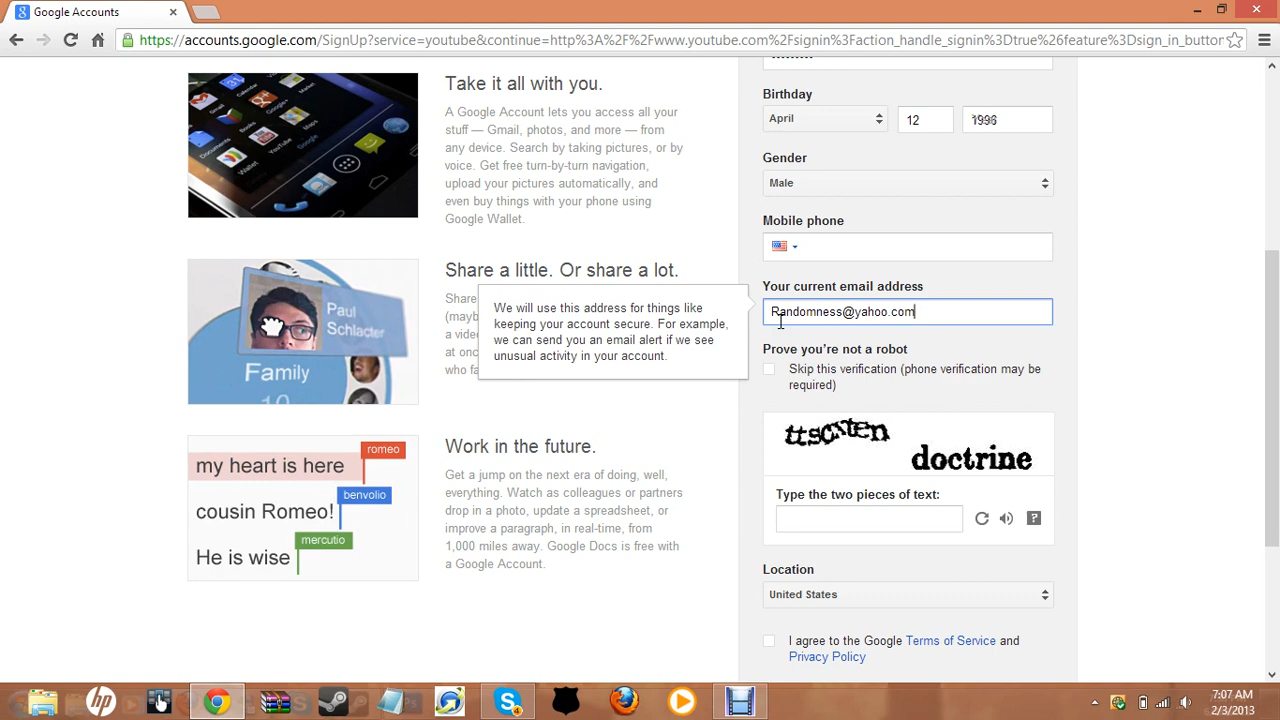 Google Accounts
https://accounts.google.com/SignUp?service=youtube&continue=http%3A%2F%2Fwww.youtube.com%2Fsignin%3Faction_handle_signin%3Dtrue%26feature%3Dsign_in_button
Take it all with you.
A Google Account lets you access all your
stuff — Gmail, photos, and more — from
any device. Search by taking pictures, or by
voice. Get free turn-by-turn navigation,
upload your pictures automatically, and
even buy things with your phone using
Google Wallet.
Paul
Schlacter
Family
10
Share a little. Or share a lot.
Share
(mayb
a video
at onc
who fa
We will use this address for things like
keeping your account secure. For example,
we can send you an email alert if we see
unusual activity in your account.
my heart is here
romeo
benvolio
cousin Romeo!
mercutio
He is wise
Work in the future.
Get a jump on the next era of doing, well,
everything. Watch as colleagues or partners
drop in a photo, update a spreadsheet, or
improve a paragraph, in real-time, from
1,000 miles away. Google Docs is free with
a Google Account.
Birthday
April
12
Gender
Male
Mobile phone
Your current email address
Randomness@yahoo.com
Prove you're not a robot
Skip this verification (phone verification may be
required)
doctrine
Type the two pieces of text:
Location
United States
I agree to the Google Terms of Service and
Privacy Policy
7:07 AM
2/3/2013